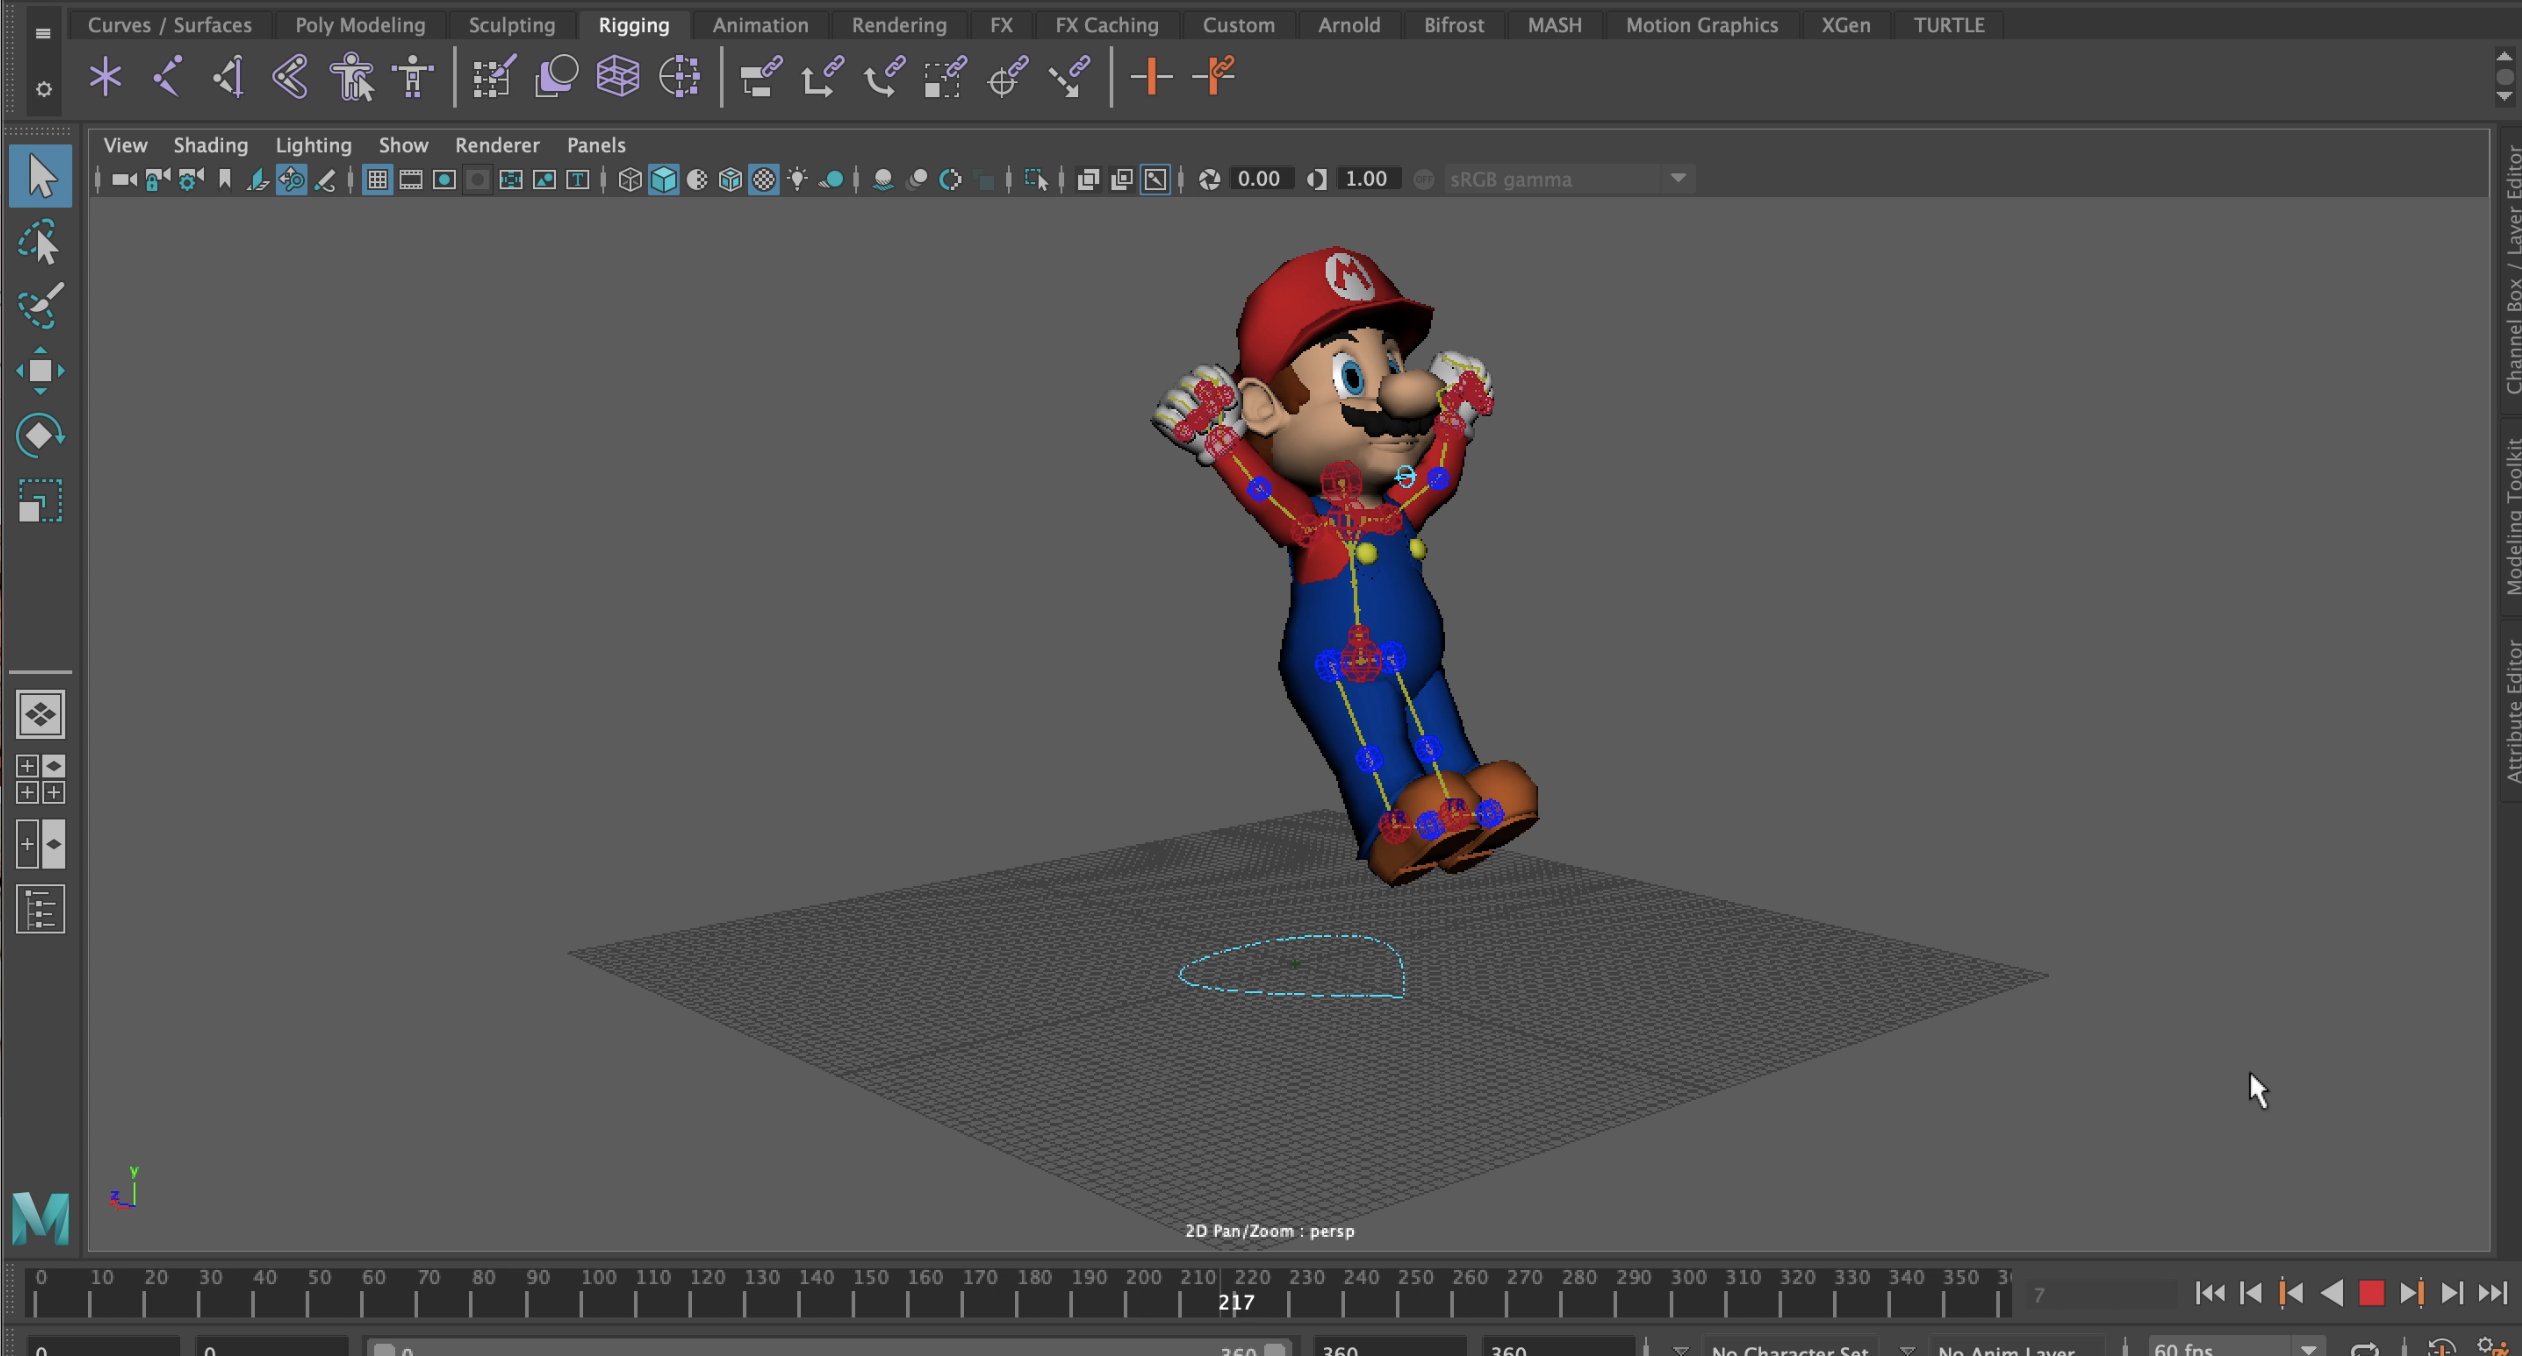 Curves / Surfaces Poly Modeling Sculpting Rigging Animation Rendering FX FX Caching Custom Arnold Bifrost MASH Motion Graphics XGen TURTLE
View Shading Lighting Show Renderer Panels
T 0.00 1.00 OFF sRGB gamma
Channel Box / Layer Editor
Modeling Toolkit
Attribute Editor
M
TR TR
y
z
M
2D Pan/Zoom : persp
0 10 20 30 40 50 60 70 80 90 100 110 120 130 140 150 160 170 180 190 200 210 220 230 240 250 260 270 280 290 300 310 320 330 340 350
217
7
0 0 0 360 360 360 No Character Set No Anim Layer 60 fps